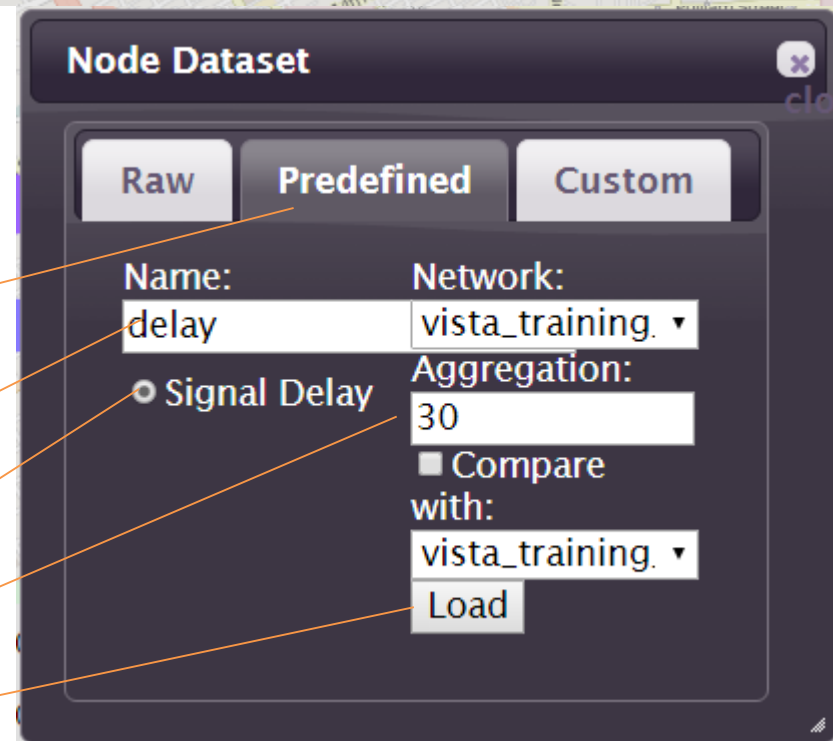 Node Dataset
Raw
Predefined
Custom
Name:
delay
Signal Delay
Network:
vista_training.
Aggregation:
30
Compare
with:
vista_training.
Load